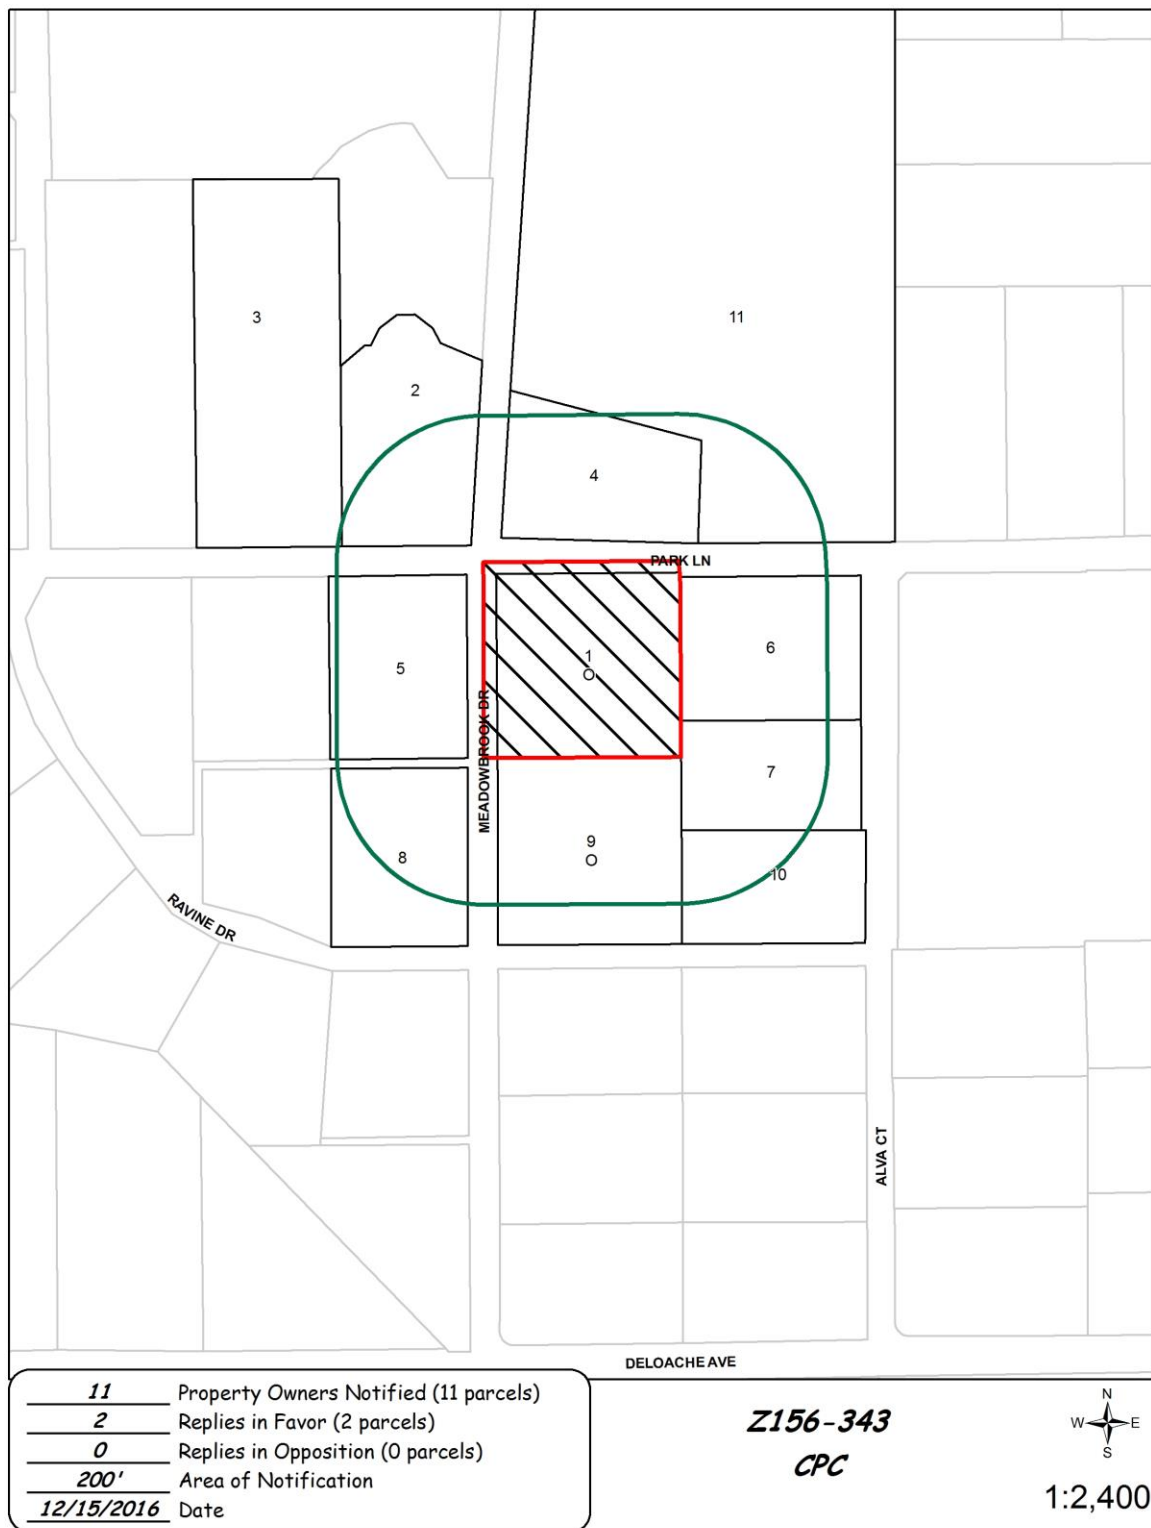 3
11
2
4
PARK LN
1
O
6
5
MEADOWBROOK DR
7
9
O
8
10
RAVINE DR
ALVA CT
DELOACHE AVE
11 Property Owners Notified (11 parcels)
2 Replies in Favor (2 parcels)
0 Replies in Opposition (0 parcels)
200' Area of Notification
12/15/2016 Date
Z156-343
CPC
N
W E
S
1:2,400